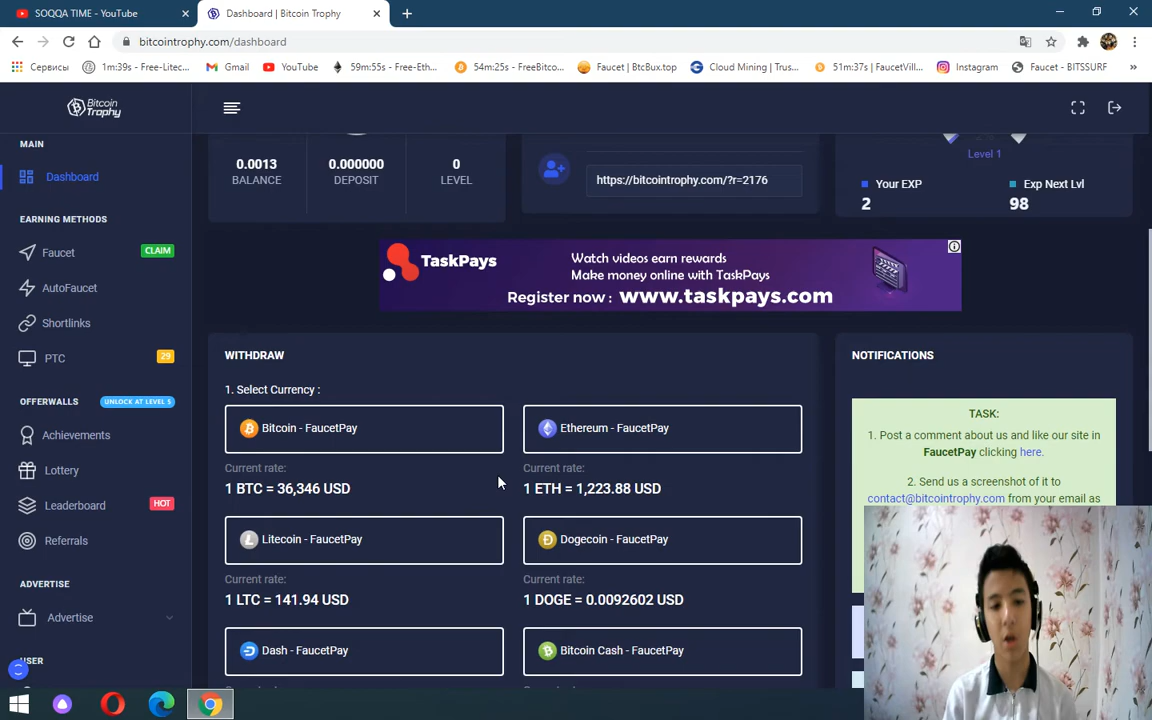 SOQQA TIME - YouTube
Dashboard | Bitcoin Trophy
bitcointrophy.com/dashboard
Сервисы
1m:39s - Free-Litec...
Gmail
YouTube
59m:55s - Free-Eth...
54m:25s - FreeBitco...
Faucet | BtcBux.top
Cloud Mining | Trus...
51m:37s | FaucetVill...
Instagram
Faucet - BITSSURF
Bitcoin
Trophy
MAIN
Dashboard
EARNING METHODS
Faucet
CLAIM
AutoFaucet
Shortlinks
PTC
29
OFFERWALLS
UNLOCK AT LEVEL 5
Achievements
Lottery
Leaderboard
HOT
Referrals
ADVERTISE
Advertise
USER
0.0013
BALANCE
0.000000
DEPOSIT
0
LEVEL
https://bitcointrophy.com/?r=2176
Level 1
Your EXP
2
Exp Next Lvl
98
TaskPays
Watch videos earn rewards
Make money online with TaskPays
Register now : www.taskpays.com
WITHDRAW
1. Select Currency :
Bitcoin - FaucetPay
Current rate:
1 BTC = 36,346 USD
Ethereum - FaucetPay
Current rate:
1 ETH = 1,223.88 USD
Litecoin - FaucetPay
Current rate:
1 LTC = 141.94 USD
Dogecoin - FaucetPay
Current rate:
1 DOGE = 0.0092602 USD
Dash - FaucetPay
Bitcoin Cash - FaucetPay
NOTIFICATIONS
TASK:
1. Post a comment about us and like our site in
FaucetPay clicking here.
2. Send us a screenshot of it to
contact@bitcointrophy.com from your email as